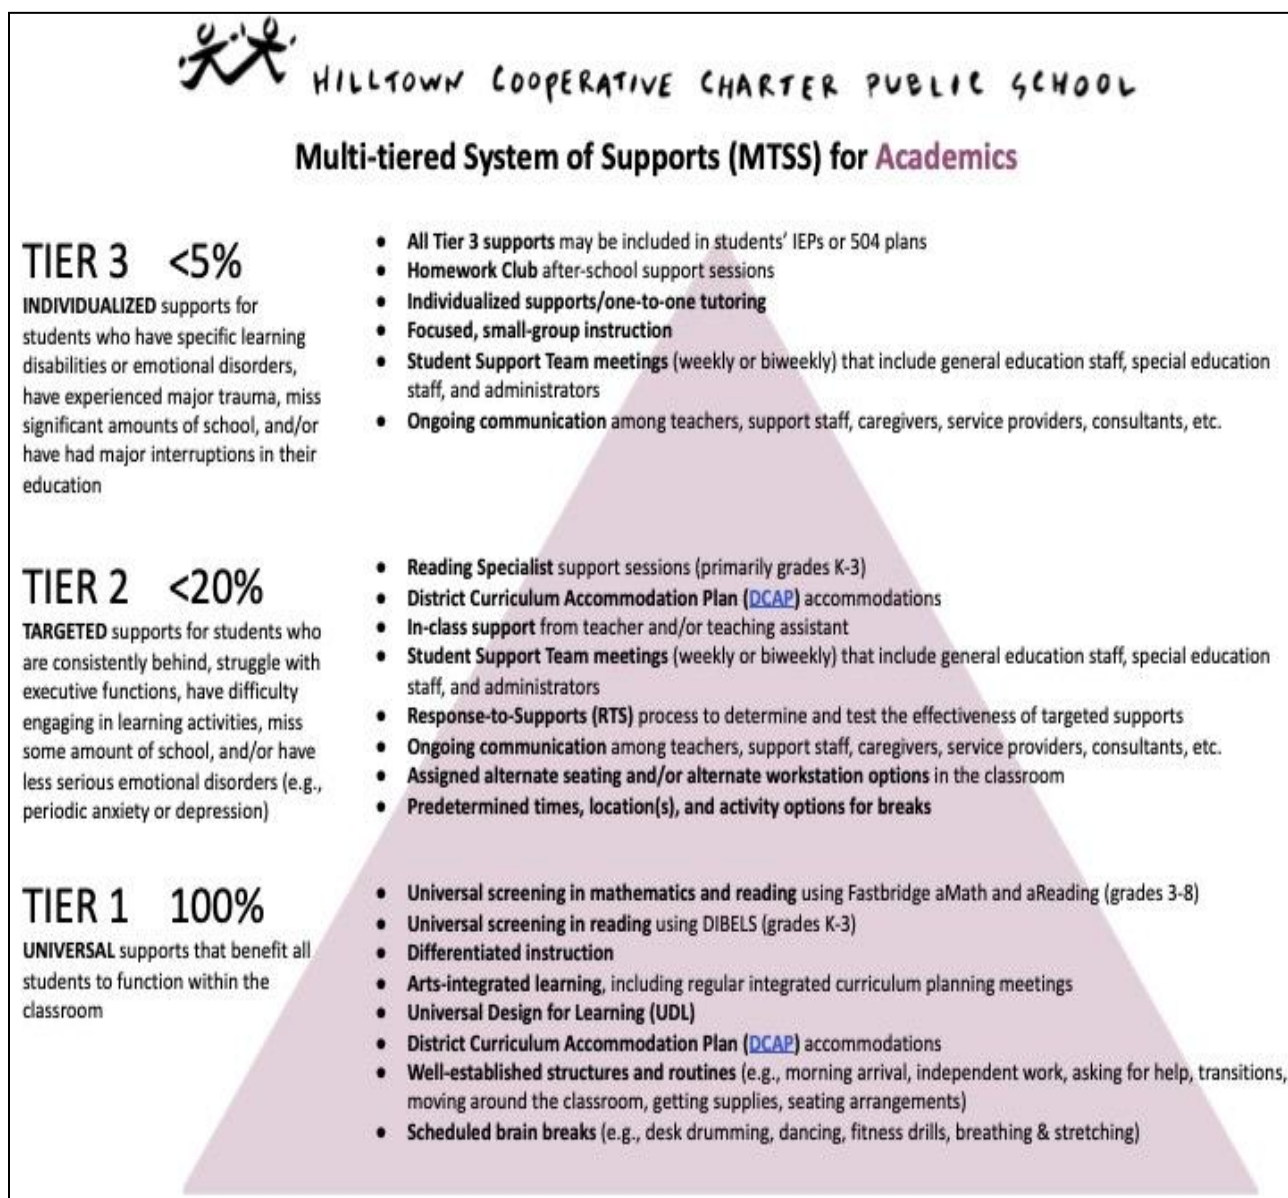 HILLTOWN COOPERATIVE CHARTER PUBLIC SCHOOL
Multi-tiered System of Supports (MTSS) for Academics
TIER 3 <5%
INDIVIDUALIZED supports for
students who have specific learning
disabilities or emotional disorders,
have experienced major trauma, miss
significant amounts of school, and/or
have had major interruptions in their
education
• All Tier 3 supports may be included in students' IEPs or 504 plans
• Homework Club after-school support sessions
• Individualized supports/one-to-one tutoring
• Focused, small-group instruction
• Student Support Team meetings (weekly or biweekly) that include general education staff, special education
staff, and administrators
• Ongoing communication among teachers, support staff, caregivers, service providers, consultants, etc.
TIER 2 <20%
TARGETED supports for students who
are consistently behind, struggle with
executive functions, have difficulty
engaging in learning activities, miss
some amount of school, and/or have
less serious emotional disorders (e.g.,
periodic anxiety or depression)
• Reading Specialist support sessions (primarily grades K-3)
• District Curriculum Accommodation Plan (DCAP) accommodations
• In-class support from teacher and/or teaching assistant
• Student Support Team meetings (weekly or biweekly) that include general education staff, special education
staff, and administrators
• Response-to-Supports (RTS) process to determine and test the effectiveness of targeted supports
• Ongoing communication among teachers, support staff, caregivers, service providers, consultants, etc.
• Assigned alternate seating and/or alternate workstation options in the classroom
• Predetermined times, location(s), and activity options for breaks
TIER 1 100%
UNIVERSAL supports that benefit all
students to function within the
classroom
• Universal screening in mathematics and reading using Fastbridge aMath and aReading (grades 3-8)
• Universal screening in reading using DIBELS (grades K-3)
• Differentiated instruction
• Arts-integrated learning, including regular integrated curriculum planning meetings
• Universal Design for Learning (UDL)
• District Curriculum Accommodation Plan (DCAP) accommodations
• Well-established structures and routines (e.g., morning arrival, independent work, asking for help, transitions,
moving around the classroom, getting supplies, seating arrangements)
• Scheduled brain breaks (e.g., desk drumming, dancing, fitness drills, breathing & stretching)